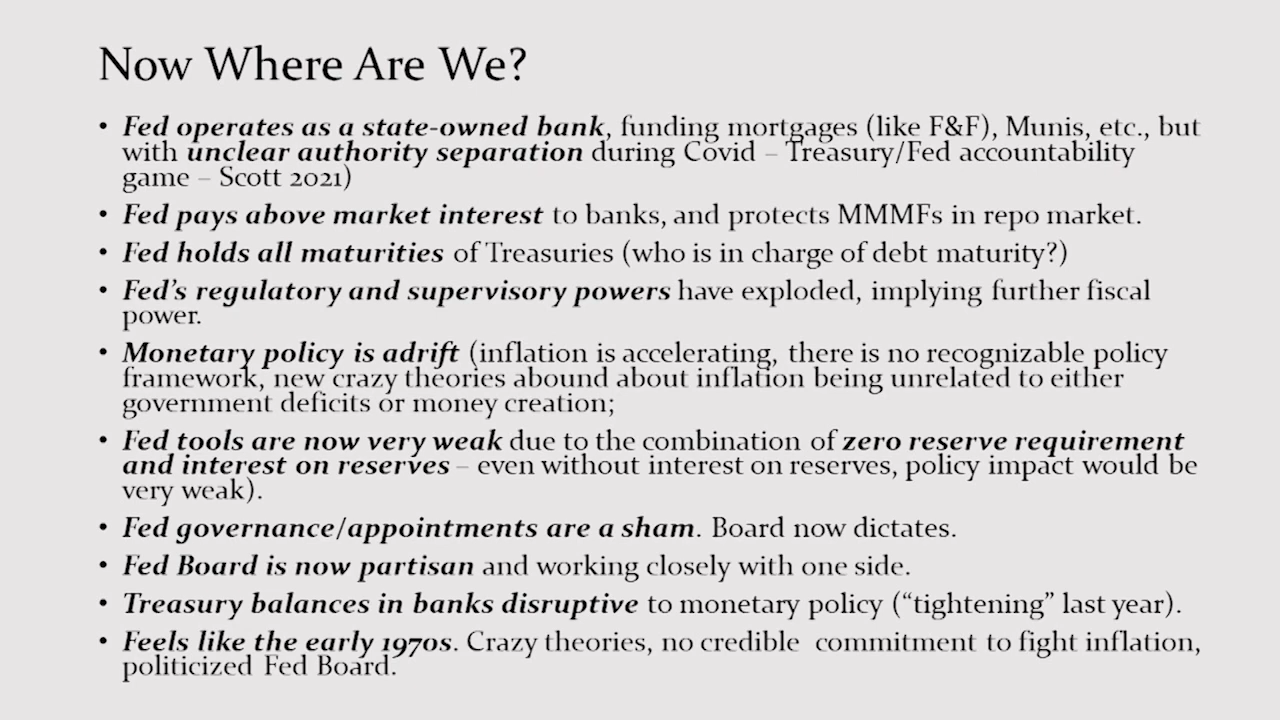 Now Where Are We?
• Fed operates as a state-owned bank, funding mortgages (like F&F), Munis, etc., but
with unclear authority separation during Covid – Treasury/Fed accountability
game – Scott 2021)
• Fed pays above market interest to banks, and protects MMMFs in repo market.
• Fed holds all maturities of Treasuries (who is in charge of debt maturity?)
• Fed's regulatory and supervisory powers have exploded, implying further fiscal
power.
• Monetary policy is adrift (inflation is accelerating, there is no recognizable policy
framework, new crazy theories abound about inflation being unrelated to either
government deficits or money creation;
• Fed tools are now very weak due to the combination of zero reserve requirement
and interest on reserves – even without interest on reserves, policy impact would be
very weak).
• Fed governance/appointments are a sham. Board now dictates.
• Fed Board is now partisan and working closely with one side.
• Treasury balances in banks disruptive to monetary policy (“tightening” last year).
• Feels like the early 1970s. Crazy theories, no credible commitment to fight inflation,
politicized Fed Board.